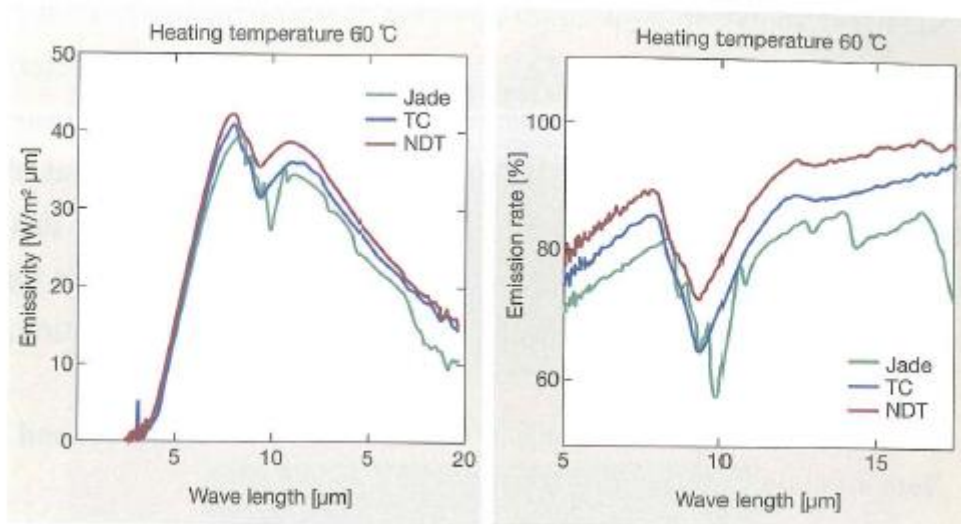 Heating temperature 60 ℃
50
40
30
20
10
0
Emissivity [W/m² µm]
Jade
TC
NDT
5
10
5
20
Wave length [µm]
Heating temperature 60 ℃
100
80
60
Emission rate [%]
Jade
TC
NDT
5
10
15
Wave length [µm]